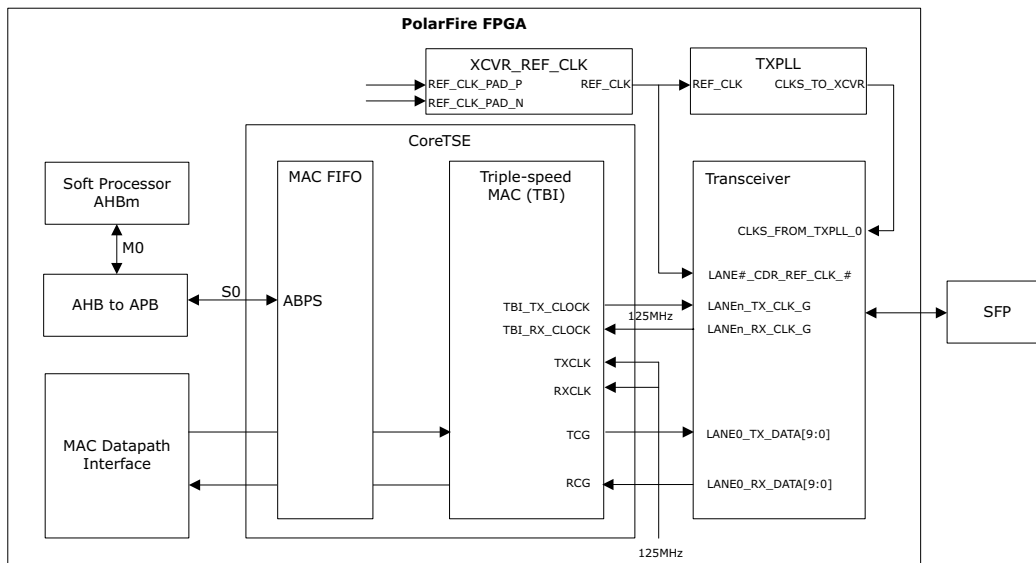 PolarFire FPGA
XCVR_REF_CLK
REF_CLK_PAD_P
REF_CLK
REF_CLK_PAD_N
TXPLL
REF_CLK
CLKS_TO_XCVR
CoreTSE
Soft Processor
AHBm
M0
AHB to APB
S0
MAC FIFO
ABPS
Triple-speed
MAC (TBI)
TBI_TX_CLOCK
TBI_RX_CLOCK
TXCLK
RXCLK
TCG
RCG
125MHz
125MHz
Transceiver
CLKS_FROM_TXPLL_0
LANE#_CDR_REF_CLK_#
LANEn_TX_CLK_G
LANEn_RX_CLK_G
LANE0_TX_DATA[9:0]
LANE0_RX_DATA[9:0]
SFP
MAC Datapath
Interface